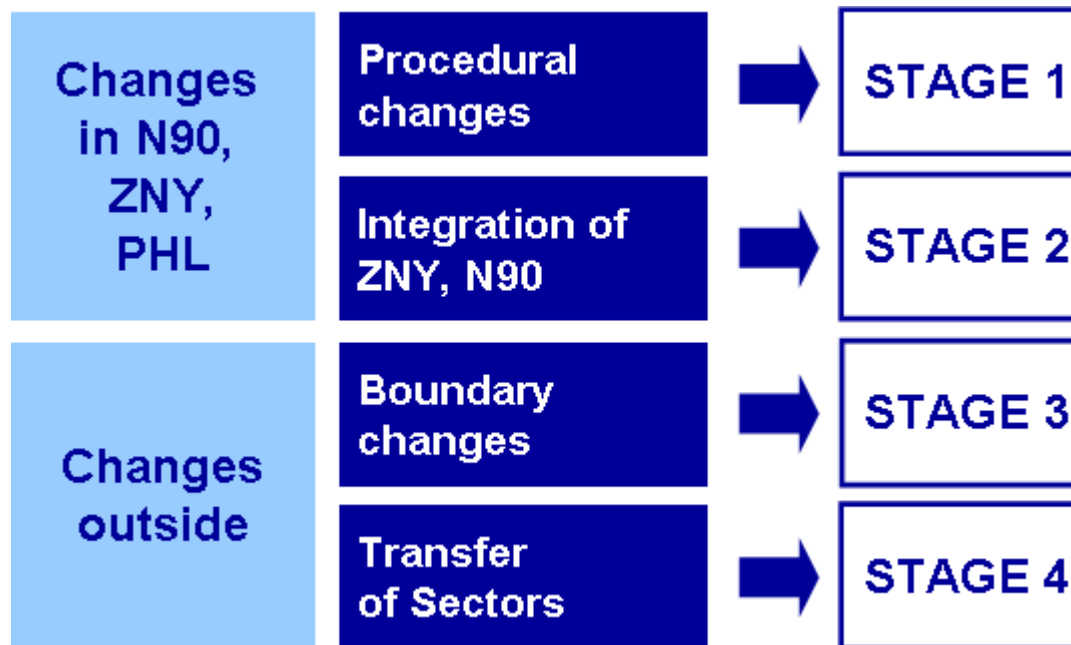 Changes
in N90,
ZNY,
PHL
Procedural
changes
STAGE 1
Integration of
ZNY, N90
STAGE 2
Changes
outside
Boundary
changes
STAGE 3
Transfer
of Sectors
STAGE 4